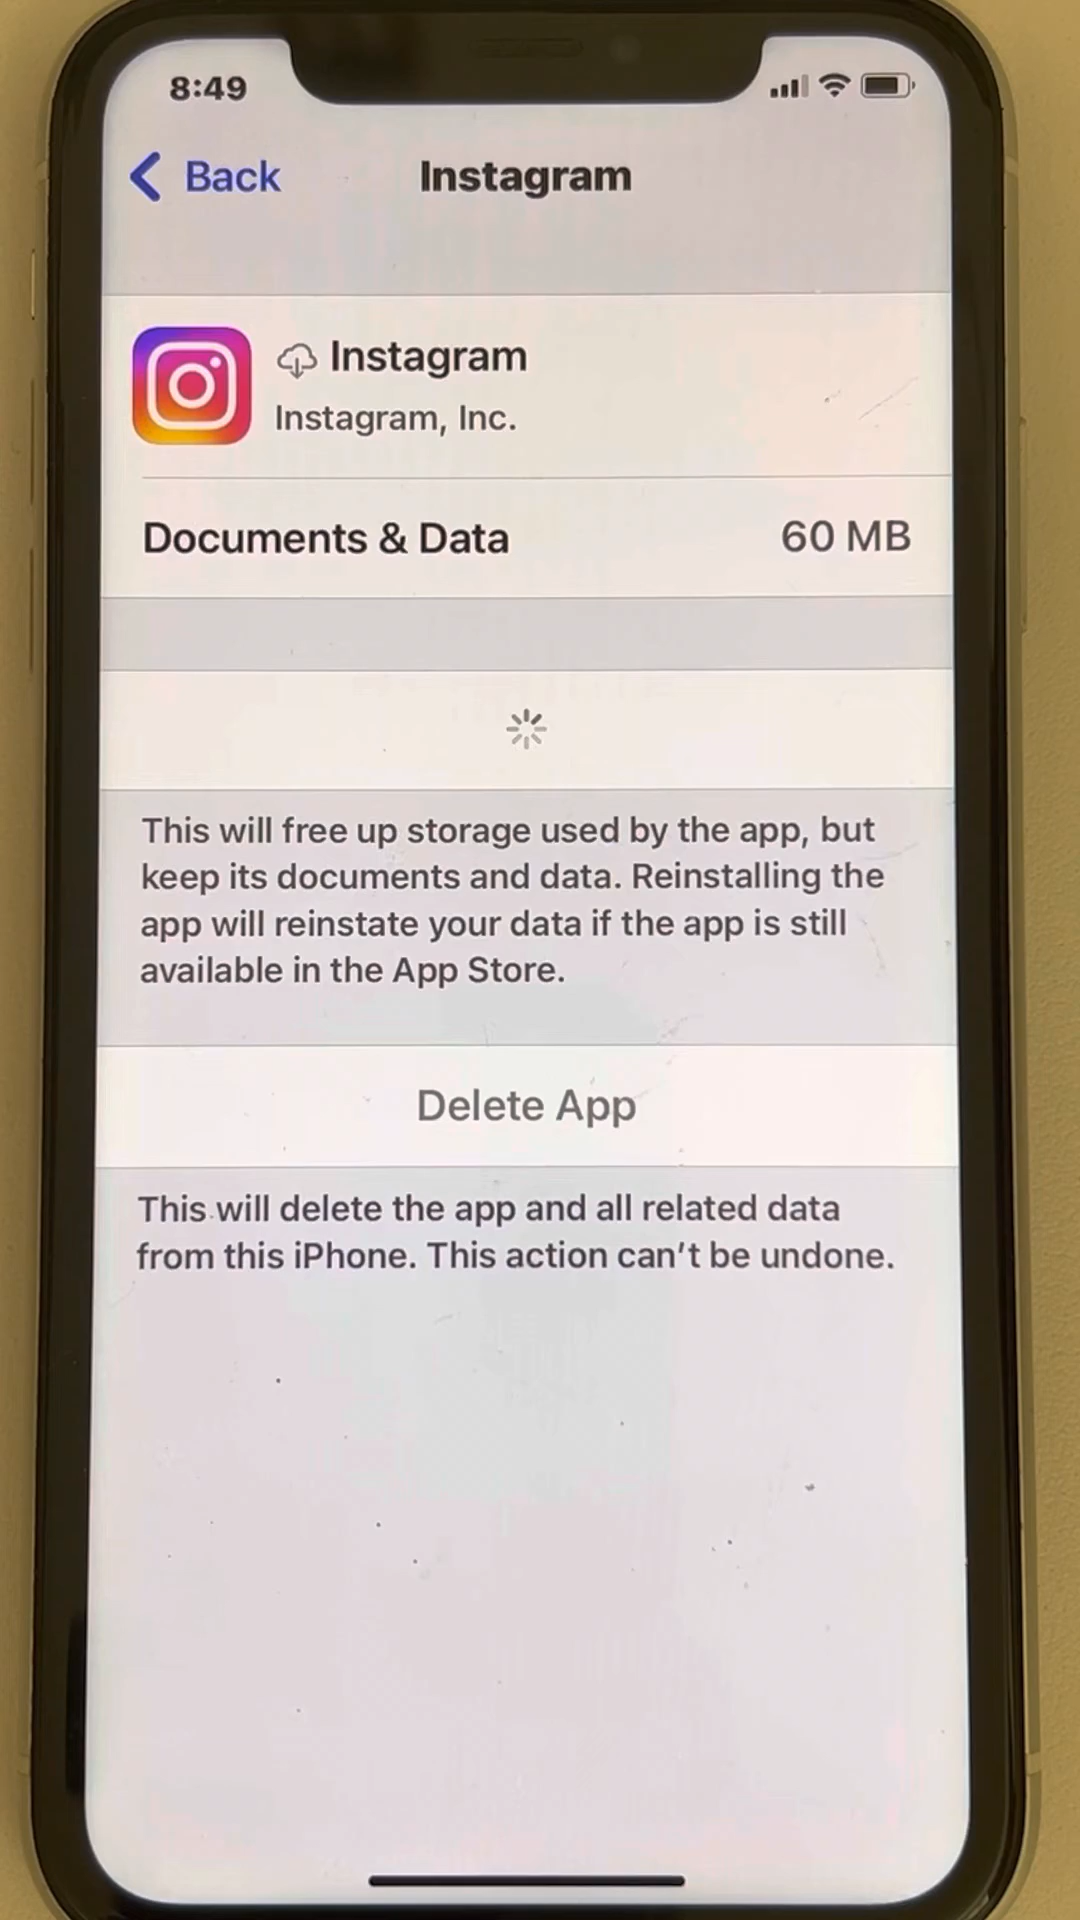 8:49
Back
Instagram
Instagram
Instagram, Inc.
Documents & Data
60 MB
This will free up storage used by the app, but
keep its documents and data. Reinstalling the
app will reinstate your data if the app is still
available in the App Store.
Delete App
This will delete the app and all related data
from this iPhone. This action can't be undone.